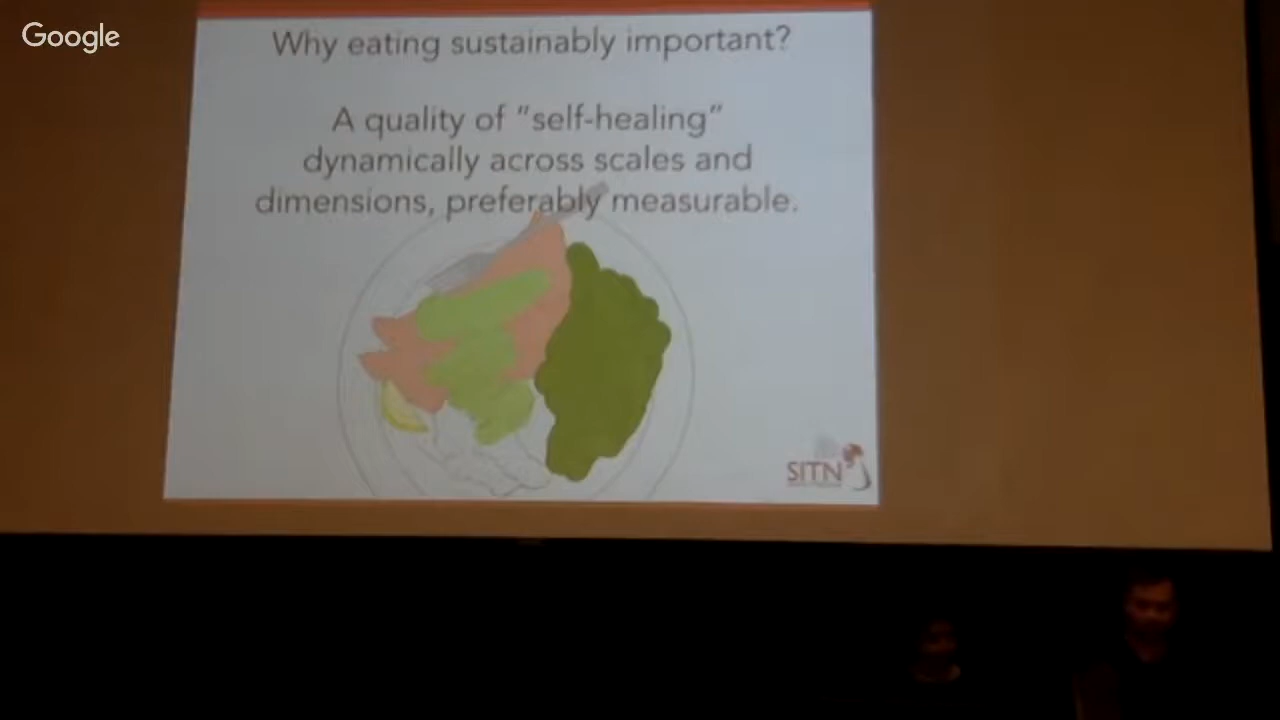 Google
Why eating sustainably important?
A quality of "self-healing"
dynamically across scales and
dimensions, preferably measurable.
SITN